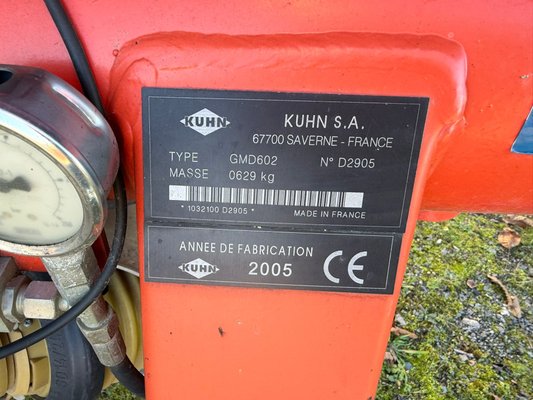 KUHN KUHN S.A.
67700 SAVERNE - FRANCE
TYPE GMD602 N° D2905
MASSE 0629 kg
* 1032100 D2905 * MADE IN FRANCE
ANNEE DE FABRICATION
KUHN 2005 CE